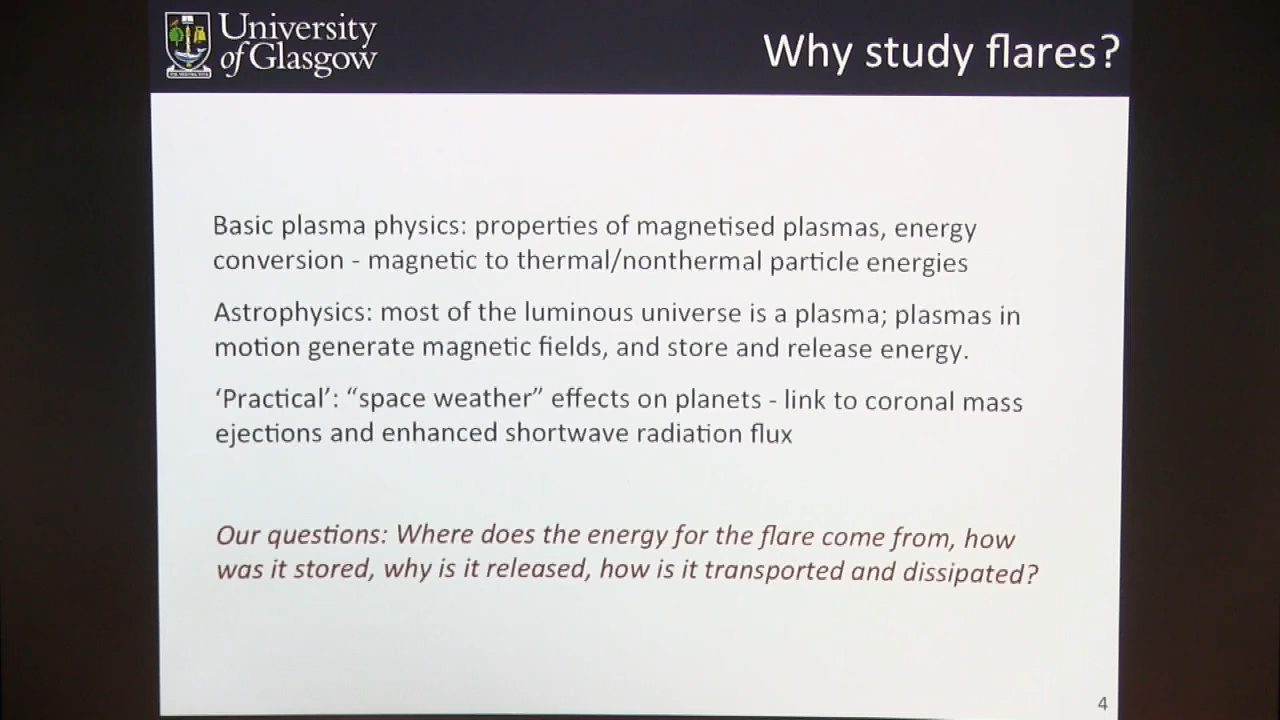 University
of Glasgow
Why study flares?
Basic plasma physics: properties of magnetised plasmas, energy
conversion - magnetic to thermal/nonthermal particle energies
Astrophysics: most of the luminous universe is a plasma; plasmas in
motion generate magnetic fields, and store and release energy.
‘Practical’: “space weather” effects on planets - link to coronal mass
ejections and enhanced shortwave radiation flux
Our questions: Where does the energy for the flare come from, how
was it stored, why is it released, how is it transported and dissipated?
4